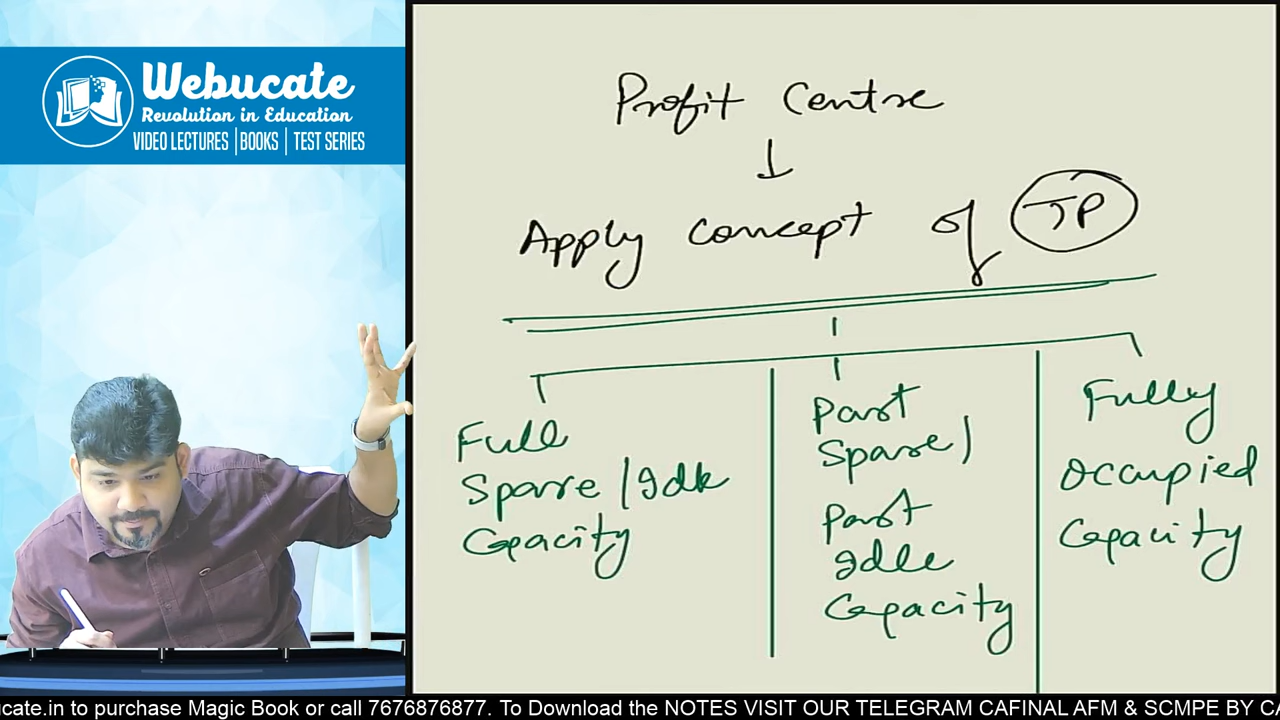 Webucate
Revolution in Education
VIDEO LECTURES | BOOKS | TEST SERIES
Profit Centre
Apply concept of TP
Full
Spare / Idle
Capacity
Part
Spare /
Part
Idle
Capacity
Fully
Occupied
Capacity
ucate.in to purchase Magic Book or call 7676876877. To Download the NOTES VISIT OUR TELEGRAM CAFINAL AFM & SCMPE BY CA